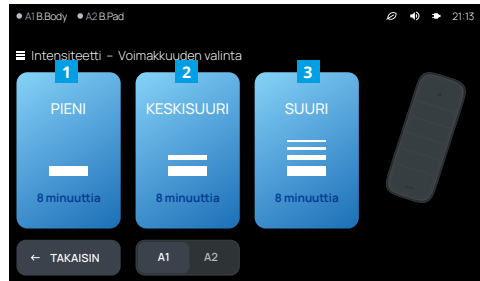 A1 B.Body A2 B.Pad 21:13
Intensiteetti – Voimakkuuden valinta
1 2 3
PIENI KESKISUURI SUURI
8 minuuttia 8 minuuttia 8 minuuttia
← TAKAISIN A1 A2